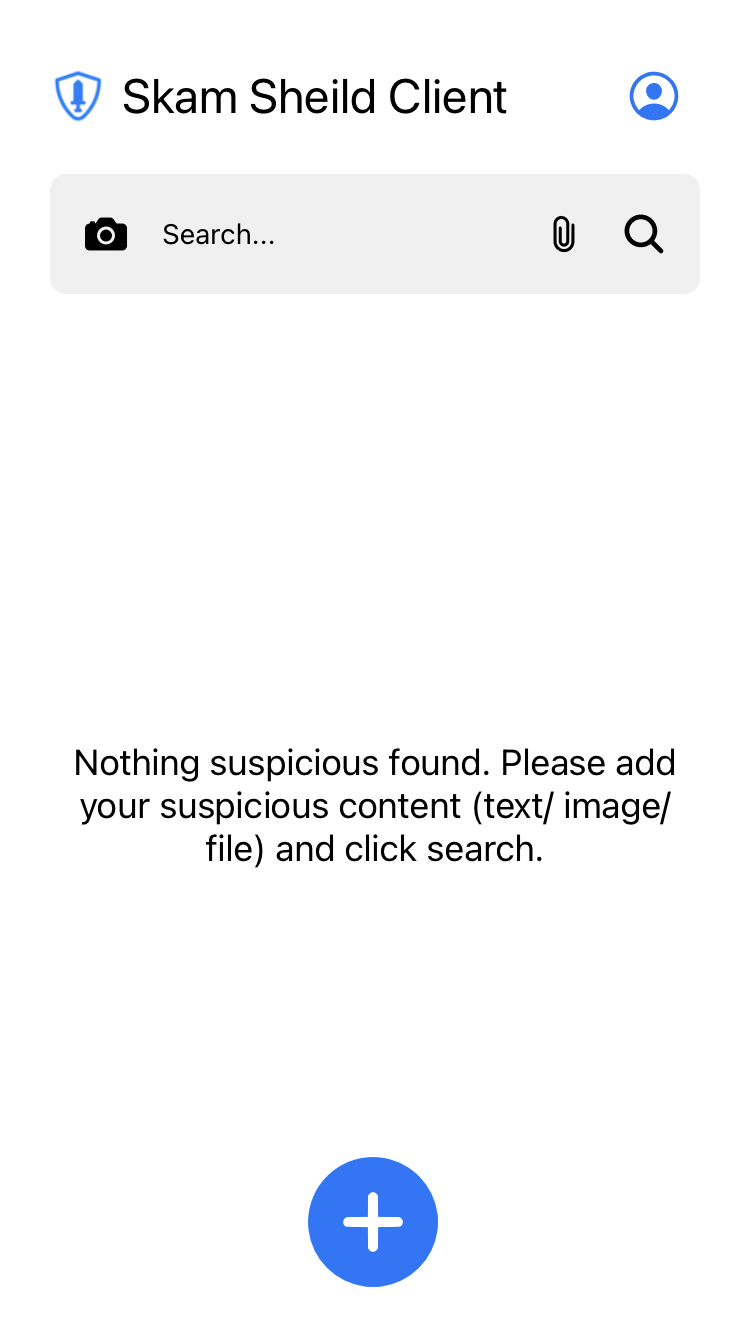 Skam Sheild Client
Search...
Nothing suspicious found. Please add
your suspicious content (text/ image/
file) and click search.